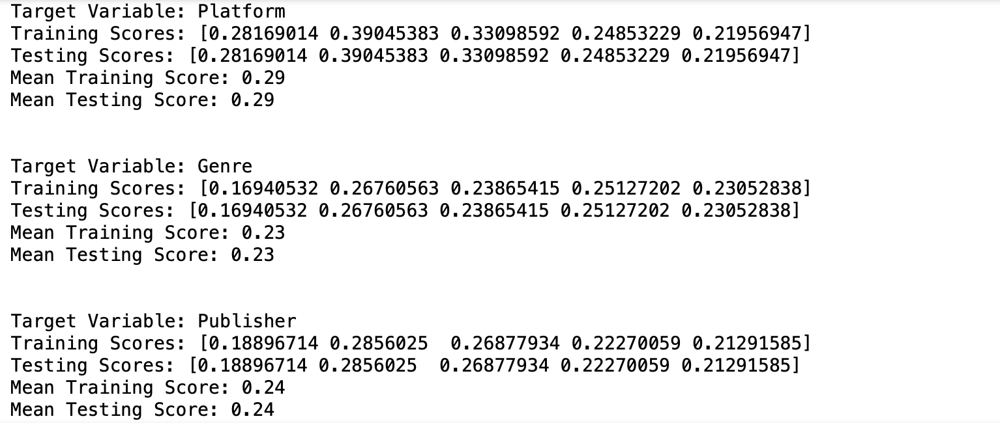 Target Variable: Platform
Training Scores: [0.28169014 0.39045383 0.33098592 0.24853229 0.21956947]
Testing Scores: [0.28169014 0.39045383 0.33098592 0.24853229 0.21956947]
Mean Training Score: 0.29
Mean Testing Score: 0.29
Target Variable: Genre
Training Scores: [0.16940532 0.26760563 0.23865415 0.25127202 0.23052838]
Testing Scores: [0.16940532 0.26760563 0.23865415 0.25127202 0.23052838]
Mean Training Score: 0.23
Mean Testing Score: 0.23
Target Variable: Publisher
Training Scores: [0.18896714 0.2856025  0.26877934 0.22270059 0.21291585]
Testing Scores: [0.18896714 0.2856025  0.26877934 0.22270059 0.21291585]
Mean Training Score: 0.24
Mean Testing Score: 0.24